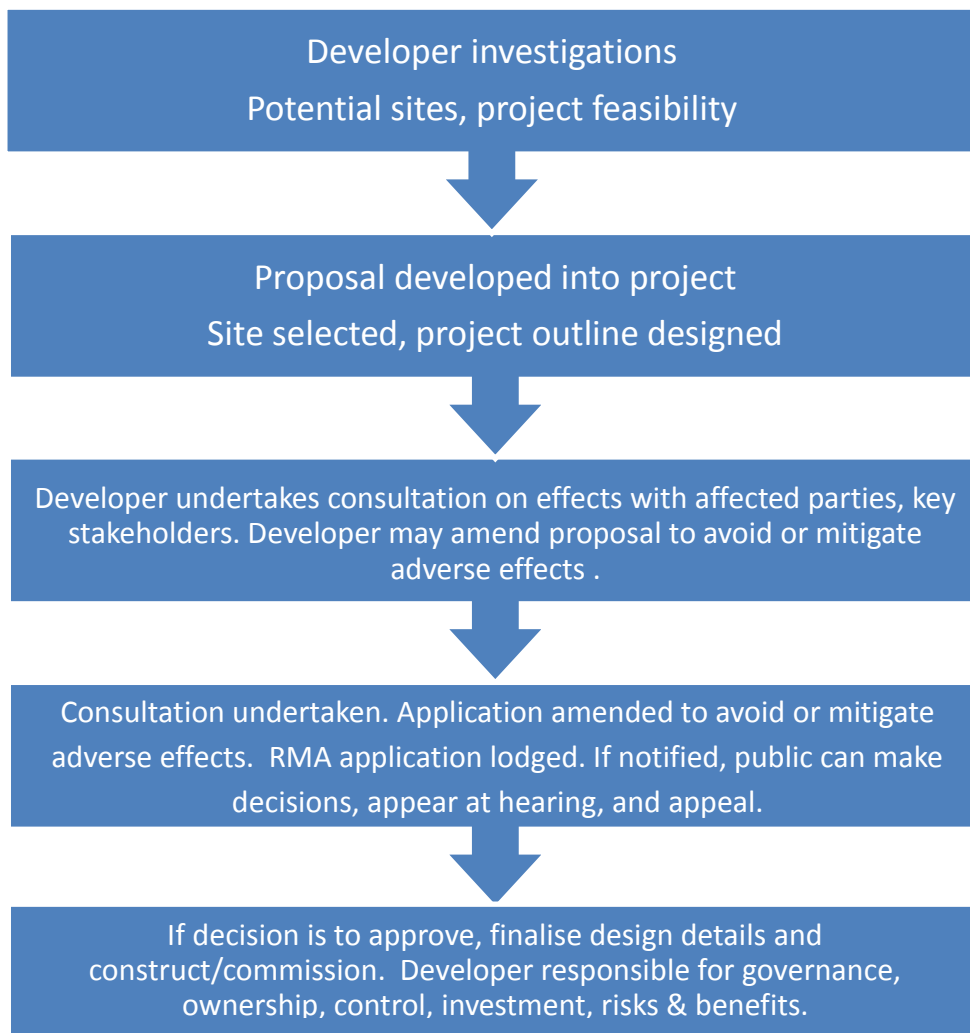 Developer investigations
Potential sites, project feasibility
Proposal developed into project
Site selected, project outline designed
Developer undertakes consultation on effects with affected parties, key
stakeholders. Developer may amend proposal to avoid or mitigate
adverse effects .
Consultation undertaken. Application amended to avoid or mitigate
adverse effects.  RMA application lodged. If notified, public can make
decisions, appear at hearing, and appeal.
If decision is to approve, finalise design details and
construct/commission.  Developer responsible for governance,
ownership, control, investment, risks & benefits.